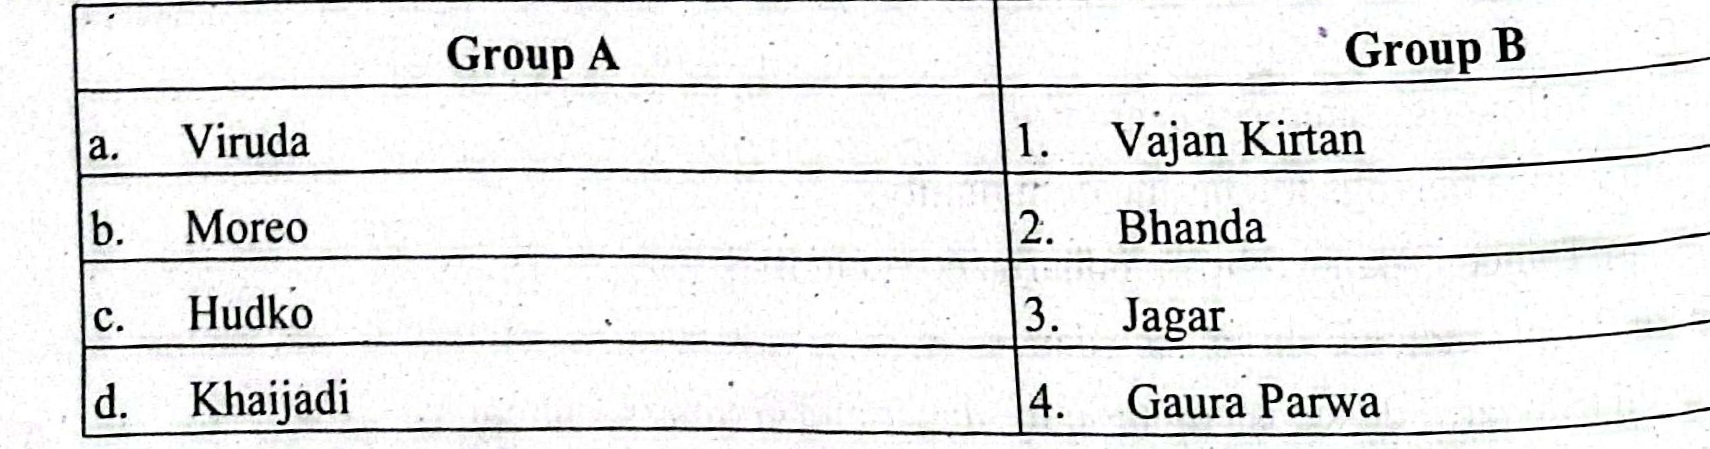 Group A Group B
a. Viruda 1. Vajan Kirtan
b. Moreo 2. Bhanda
c. Hudko 3. Jagar
d. Khaijadi 4. Gaura Parwa